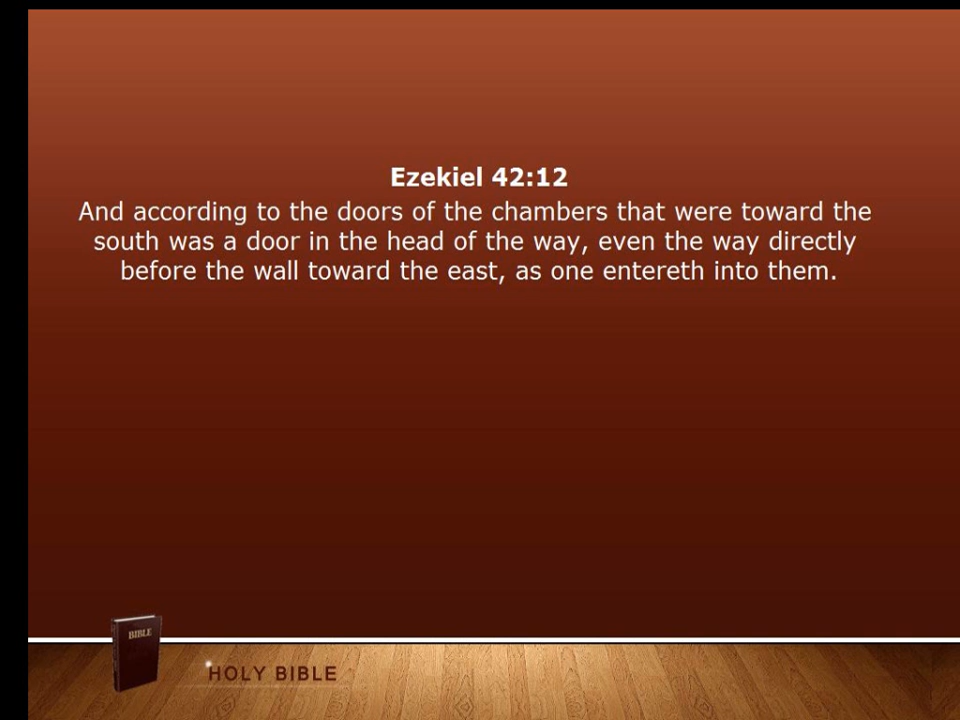 Ezekiel 42:12
And according to the doors of the chambers that were toward the
south was a door in the head of the way, even the way directly
before the wall toward the east, as one entereth into them.
BIBLE
HOLY BIBLE